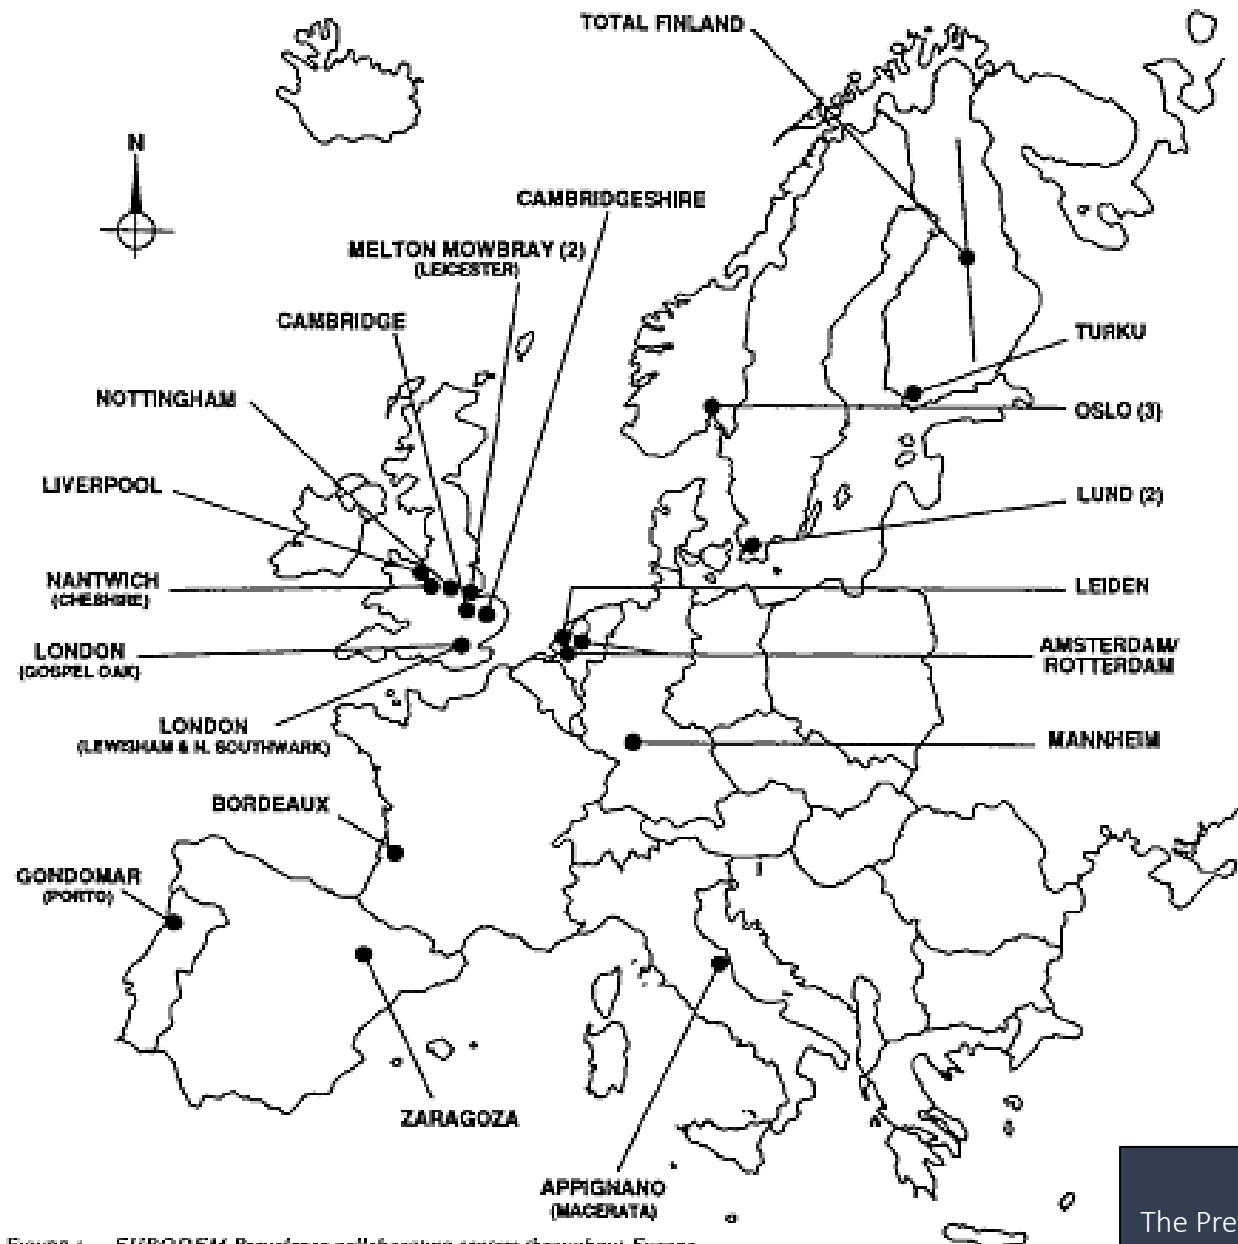 TOTAL FINLAND
N
CAMBRIDGESHIRE
MELTON MOWBRAY (2)
(LEICESTER)
CAMBRIDGE
TURKU
NOTTINGHAM
OSLO (3)
LIVERPOOL
LUND (2)
NANTWICH
(CHESHIRE)
LEIDEN
LONDON
(GOSPEL OAK)
AMSTERDAM/
ROTTERDAM
LONDON
(LEWISHAM & N. SOUTHWARK)
MANNHEIM
BORDEAUX
GONDOMAR
(PORTO)
ZARAGOZA
APPIGNANO
(MACERATA)
The Pre